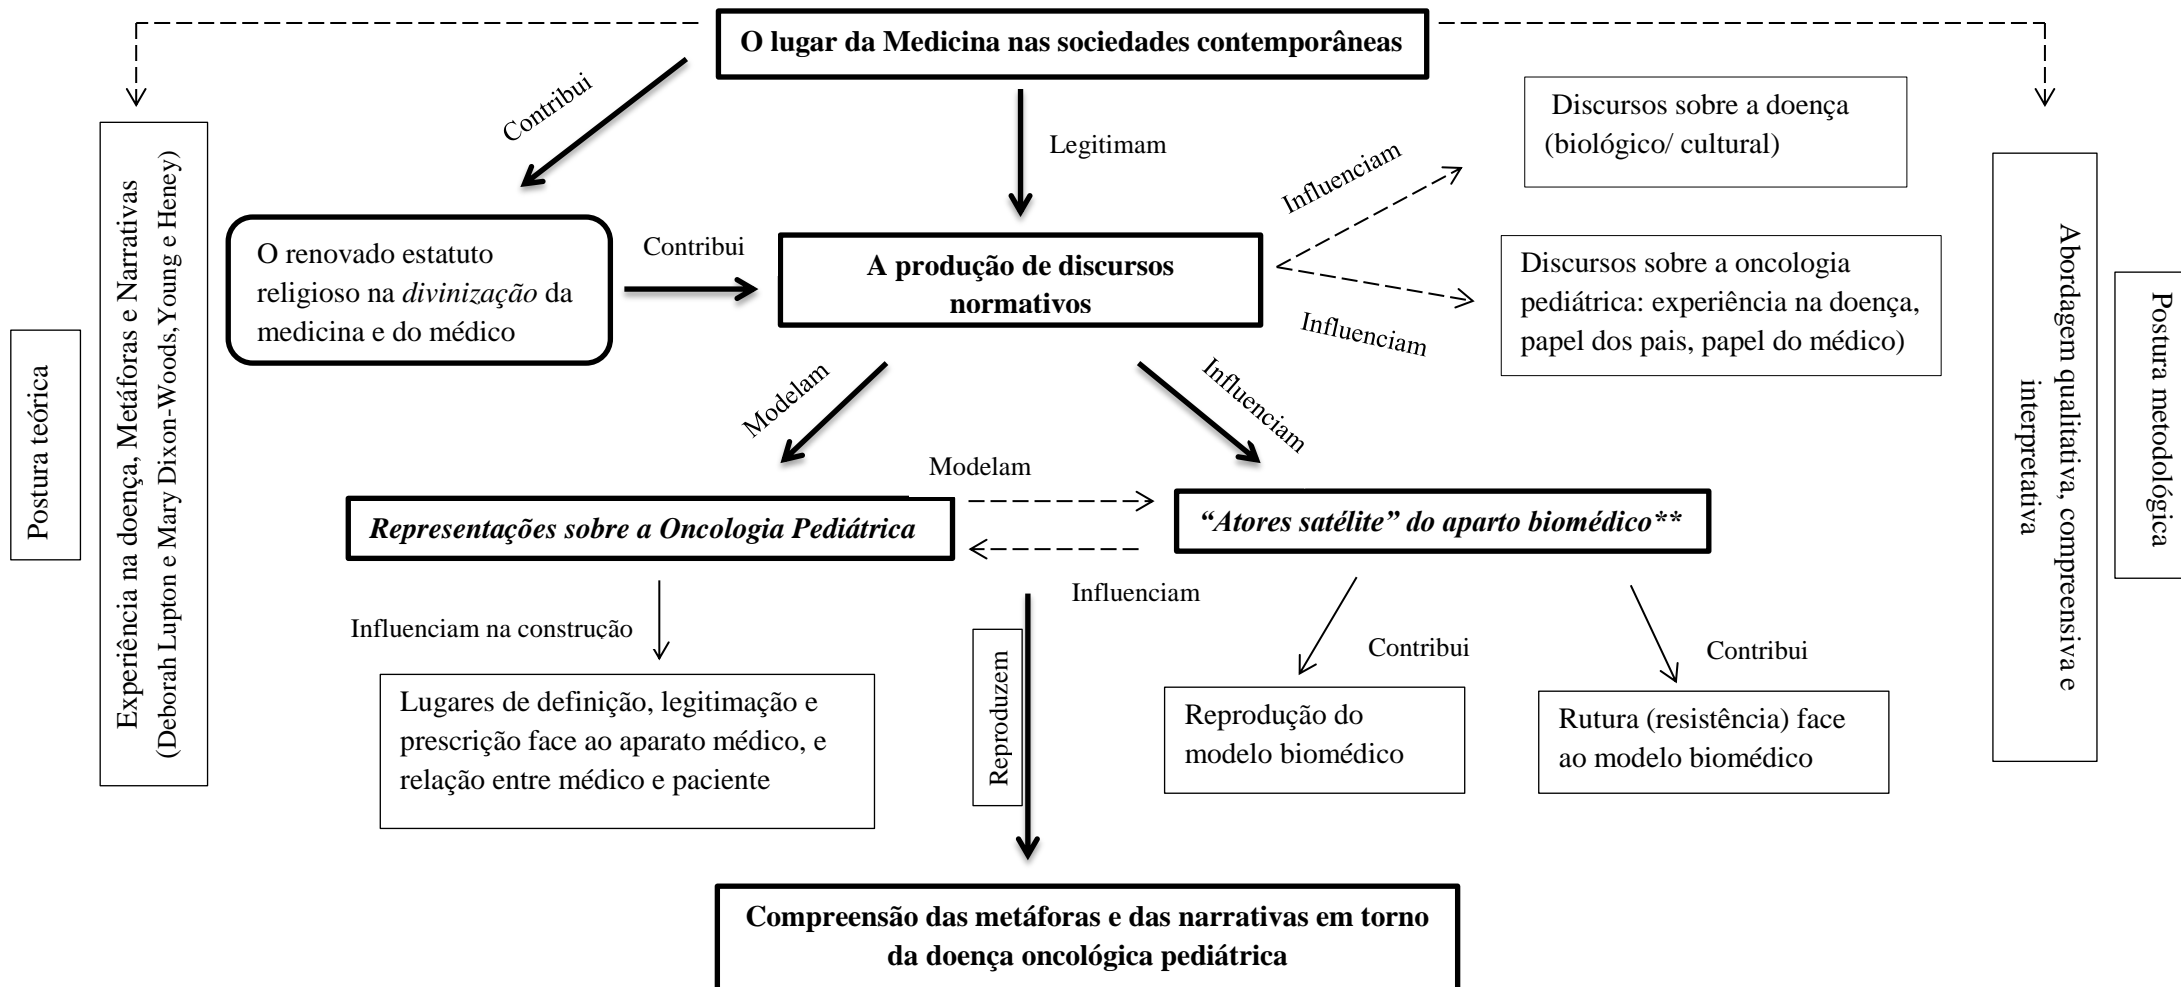 O lugar da Medicina nas sociedades contemporâneas
Contribui
Legitimam
Discursos sobre a doença
(biológico/ cultural)
Influenciam
O renovado estatuto
religioso na divinização da
medicina e do médico
Contribui
A produção de discursos
normativos
Discursos sobre a oncologia
pediátrica: experiência na doença,
papel dos pais, papel do médico)
Influenciam
Postura teórica
Experiência na doença, Metáforas e Narrativas
(Deborah Lupton e Mary Dixon-Woods,Young e Heney)
Abordagem qualitativa, compreensiva e
interpretativa
Postura metodológica
Modelam
Influenciam
Modelam
Representações sobre a Oncologia Pediátrica
“Atores satélite” do aparto biomédico**
Influenciam
Influenciam na construção
Reproduzem
Contribui
Contribui
Lugares de definição, legitimação e
prescrição face ao aparato médico, e
relação entre médico e paciente
Reprodução do
modelo biomédico
Rutura (resistência) face
ao modelo biomédico
Compreensão das metáforas e das narrativas em torno
da doença oncológica pediátrica